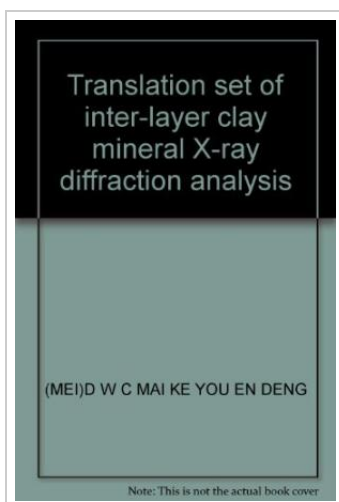 Translation set of
inter-layer clay
mineral X-ray
diffraction analysis
(MEI)D W C MAI KE YOU EN DENG
Note: This is not the actual book cover